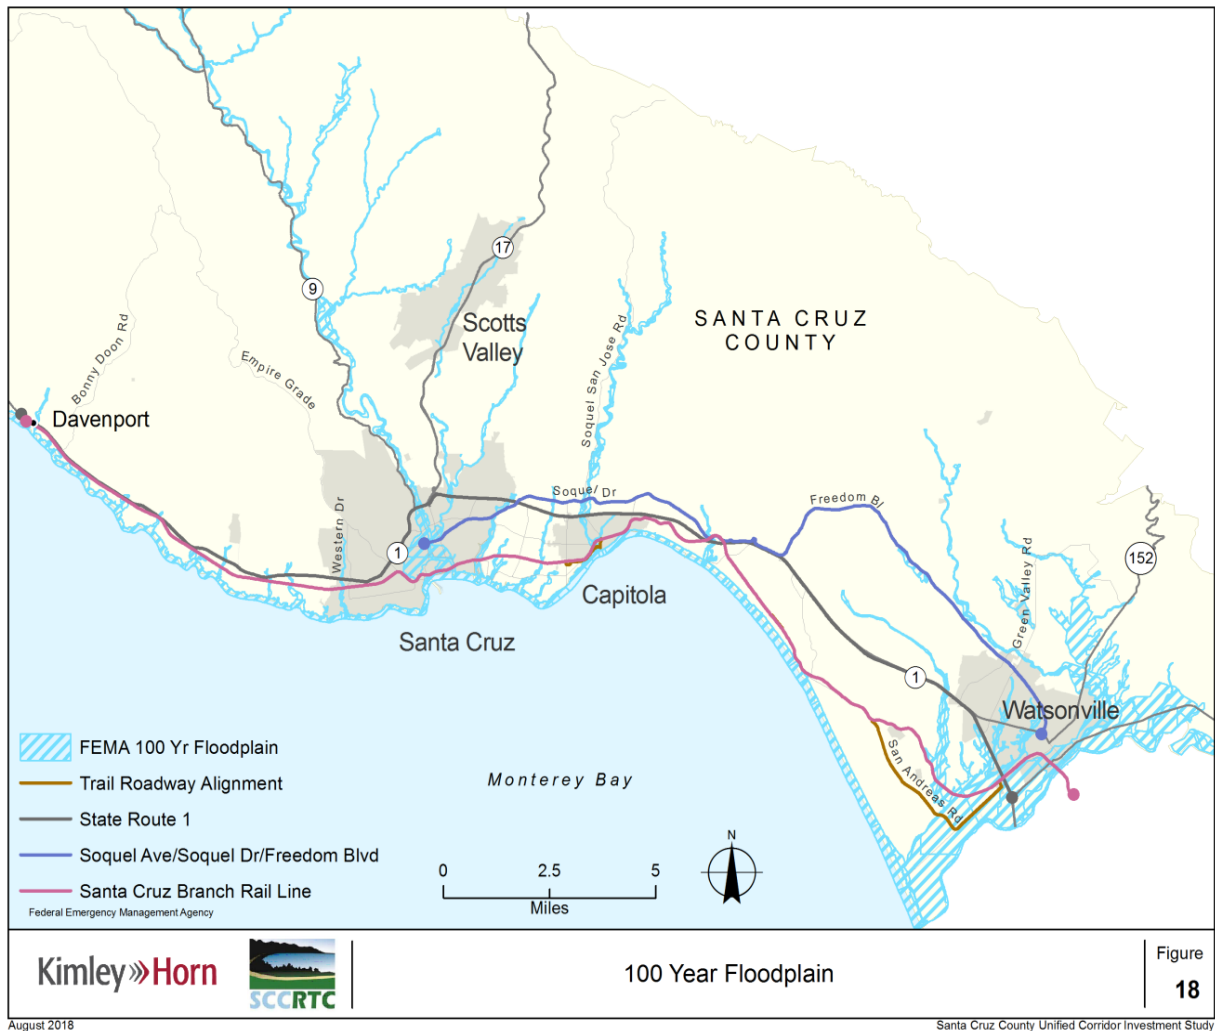 17
9
SANTA CRUZ
COUNTY
Scotts
Valley
Bonny Doon Rd
Empire Grade
Soquel San Jose Rd
Davenport
Soquel Dr
Freedom Bl
Western Dr
1
Green Valley Rd
152
Capitola
Santa Cruz
1
Watsonville
San Andreas Rd
Monterey Bay
FEMA 100 Yr Floodplain
Trail Roadway Alignment
State Route 1
Soquel Ave/Soquel Dr/Freedom Blvd
Santa Cruz Branch Rail Line
Federal Emergency Management Agency
N
0 2.5 5
Miles
Kimley»Horn
SCCRTC
100 Year Floodplain
Figure
18
August 2018
Santa Cruz County Unified Corridor Investment Study